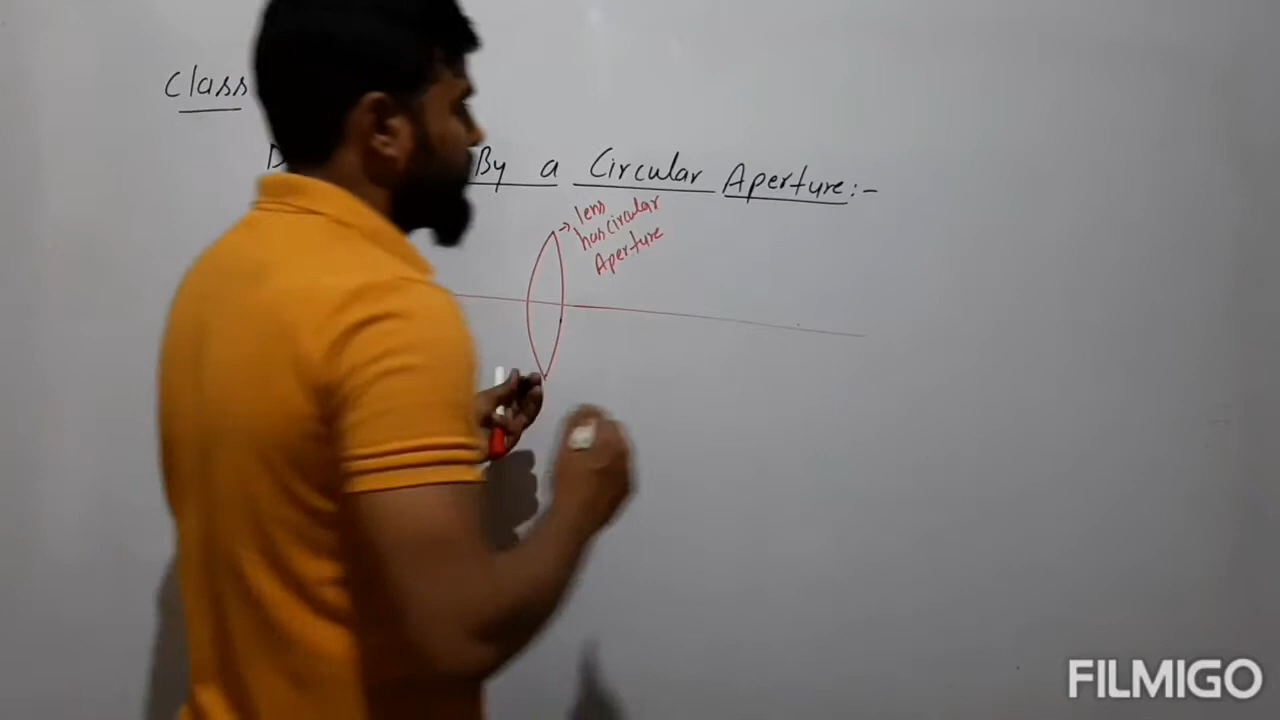 Class
By a Circular Aperture:-
→ lens
has circular
Aperture
FILMIGO